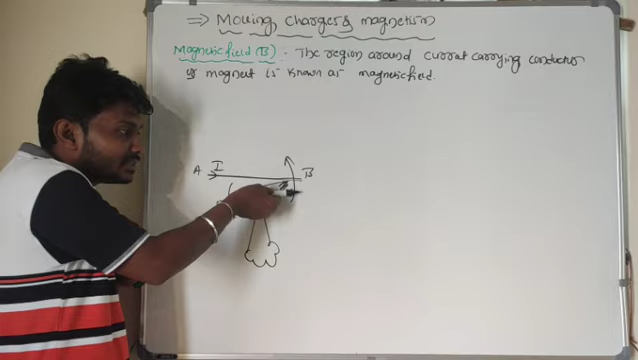 ⇒ Moving charges & magnetism
Magnetic field (B) :- The region around current carrying conductor
or magnet is known as magnetic field.
I
A B